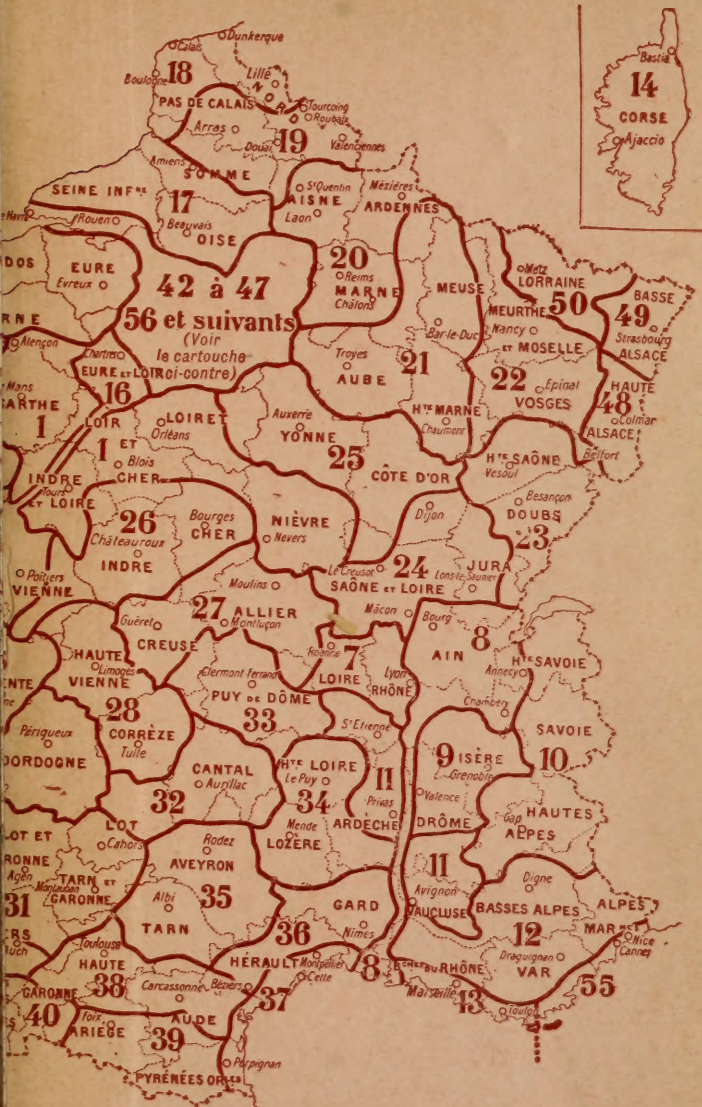 Dunkerque
Calais
Bastia
Boulogne
18
Lille
14
NORD
PAS DE CALAIS
Tourcoing
Roubaix
CORSE
Arras
Douai
19
Valenciennes
Ajaccio
Amiens
SOMME
SEINE INFRE
St Quentin
Mézières
17
AISNE
ARDENNES
Rouen
Beauvais
Laon
OISE
DOS
EURE
20
Metz
LORRAINE
BASSE
Evreux
42 à 47
Reims
MARNE
MEUSE
MEURTHE
50
49
RNE
56 et suivants
Châlons
Bar-le-Duc
Nancy
Strasbourg
Alençon
(Voir
ET MOSELLE
ALSACE
Chartres
le cartouche
Troyes
21
22
EURE ET LOIR
ci-contre)
AUBE
Epinal
HAUTE
Mans
16
VOSGES
48
ARTHE
LOIR
LOIRET
Auxerre
HTE MARNE
Colmar
1
Orléans
YONNE
Chaumont
ALSACE
1
ET
25
HTE SAÔNE
Belfort
Blois
CÔTE D'OR
Vesoul
INDRE
CHER
Tours
Besançon
ET LOIRE
26
Bourges
Dijon
DOUBS
CHER
NIÈVRE
23
Châteauroux
Nevers
INDRE
Le Creusot
24
JURA
Poitiers
Moulins
SAÔNE ET LOIRE
Lons-le-Saunier
VIENNE
27
ALLIER
Mâcon
Guéret
Montluçon
Bourg
8
CREUSE
Roanne
7
AIN
HTE SAVOIE
HAUTE
Limoges
Clermont-Ferrand
LOIRE
Lyon
Annecy
VIENNE
PUY DE DÔME
RHÔNE
28
33
Chambéry
Périgueux
CORRÈZE
St Etienne
SAVOIE
Tulle
DORDOGNE
CANTAL
HTE LOIRE
9
ISÈRE
10
Aurillac
Le Puy
11
Grenoble
32
34
Privas
Valence
HAUTES
LOT
Mende
ARDÈCHE
DRÔME
Gap
ALPES
LOT ET
Cahors
Rodez
LOZÈRE
RONNE
AVEYRON
11
Agen
TARN ET
Digne
Montauban
GARONNE
Albi
35
Avignon
31
GARD
VAUCLUSE
BASSES ALPES
ALPES
TARN
36
12
MARMES
Nîmes
Nice
Toulouse
HÉRAULT
Montpellier
Draguignan
Cannes
HAUTE
8
BCHES DU RHÔNE
VAR
Carcassonne
Béziers
Cette
38
37
Marseille
13
55
GARONNE
40
Foix
AUDE
Toulon
ARIÈGE
39
Perpignan
PYRÉNÉES ORLES